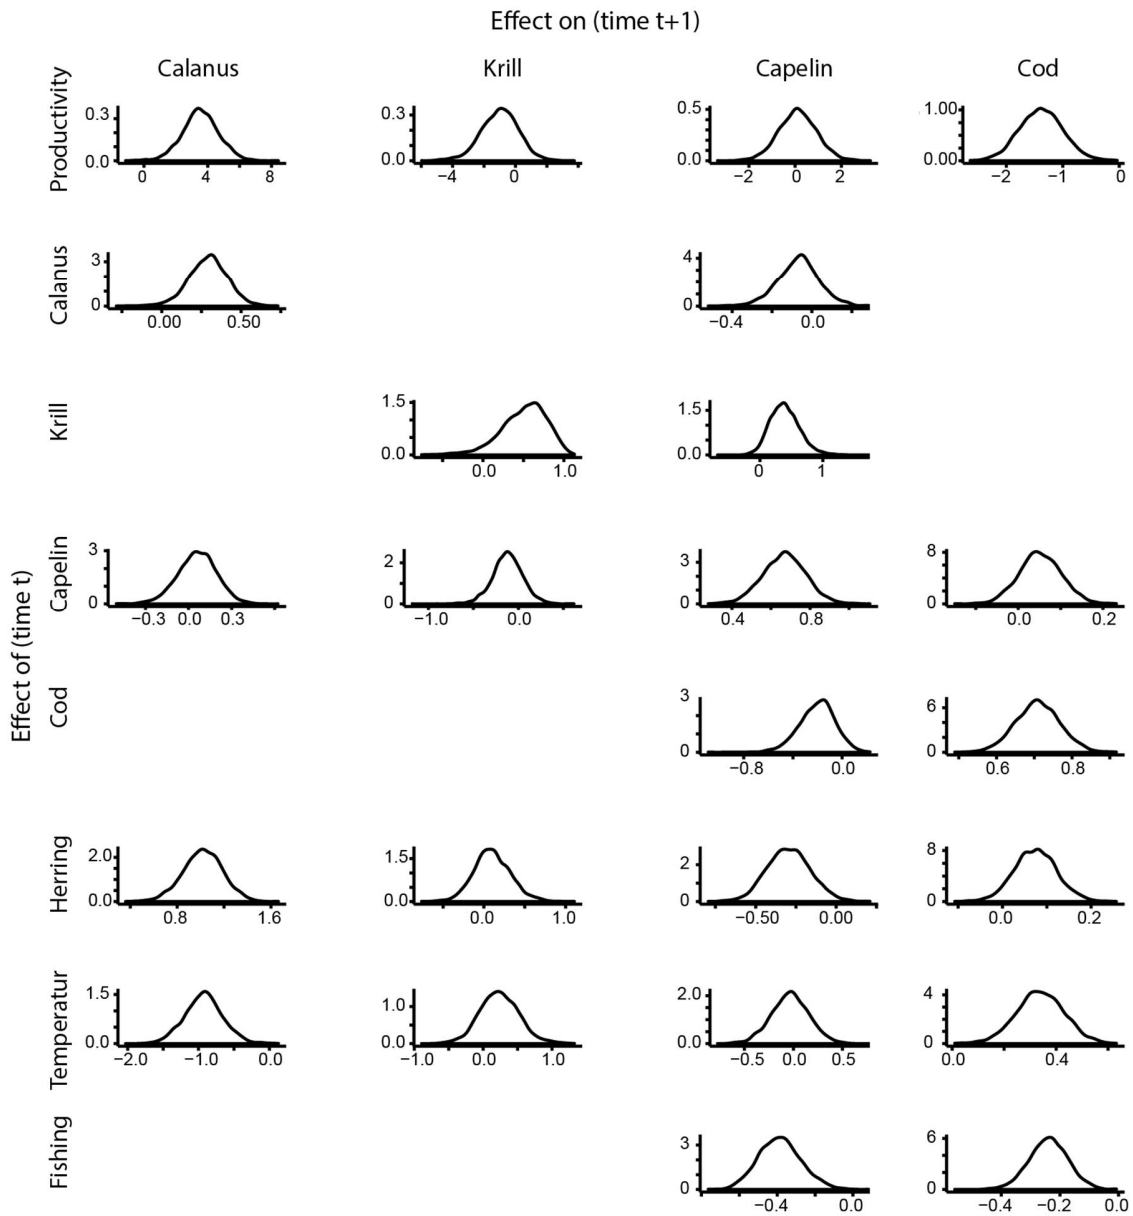 Effect on (time t+1)
Calanus Krill Capelin Cod
Effect of (time t)
Productivity
0.3 0.3 0.5 1.00
0.0 0.0 0.0 0.00
0 4 8 −4 0 −2 0 2 −2 −1 0
Calanus
3 4
0 0
0.00 0.50 −0.4 0.0
Krill
1.5 1.5
0.0 0.0
0.0 1.0 0 1
Capelin
3 2 3 8
0 0 0 0
−0.3 0.0 0.3 −1.0 0.0 0.4 0.8 0.0 0.2
Cod
3 6
0 0
−0.8 0.0 0.6 0.8
Herring
2.0 1.5 2 8
0.0 0.0 0 0
0.8 1.6 0.0 1.0 −0.50 0.00 0.0 0.2
Temperatur
1.5 1.0 2.0 4
0.0 0.0 0.0 0
−2.0 −1.0 0.0 −1.0 0.0 1.0 −0.5 0.0 0.5 0.0 0.4
Fishing
3 6
0 0
−0.4 0.0 −0.4 −0.2 0.0